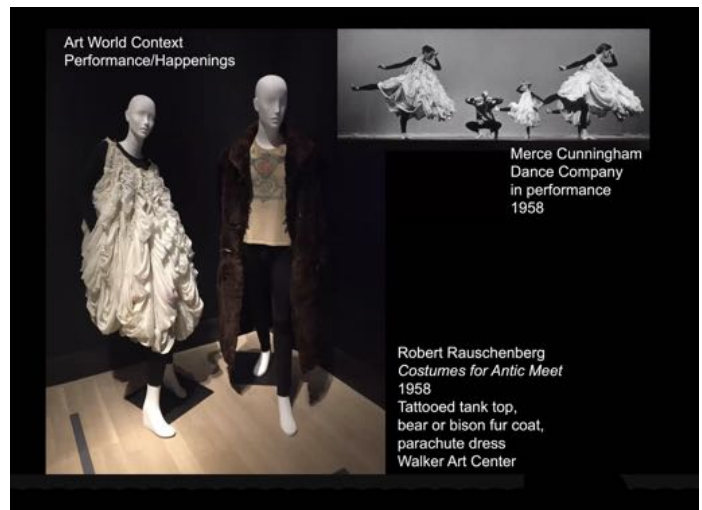 Art World Context
Performance/Happenings
Merce Cunningham
Dance Company
in performance
1958
Robert Rauschenberg
Costumes for Antic Meet
1958
Tattooed tank top,
bear or bison fur coat,
parachute dress
Walker Art Center